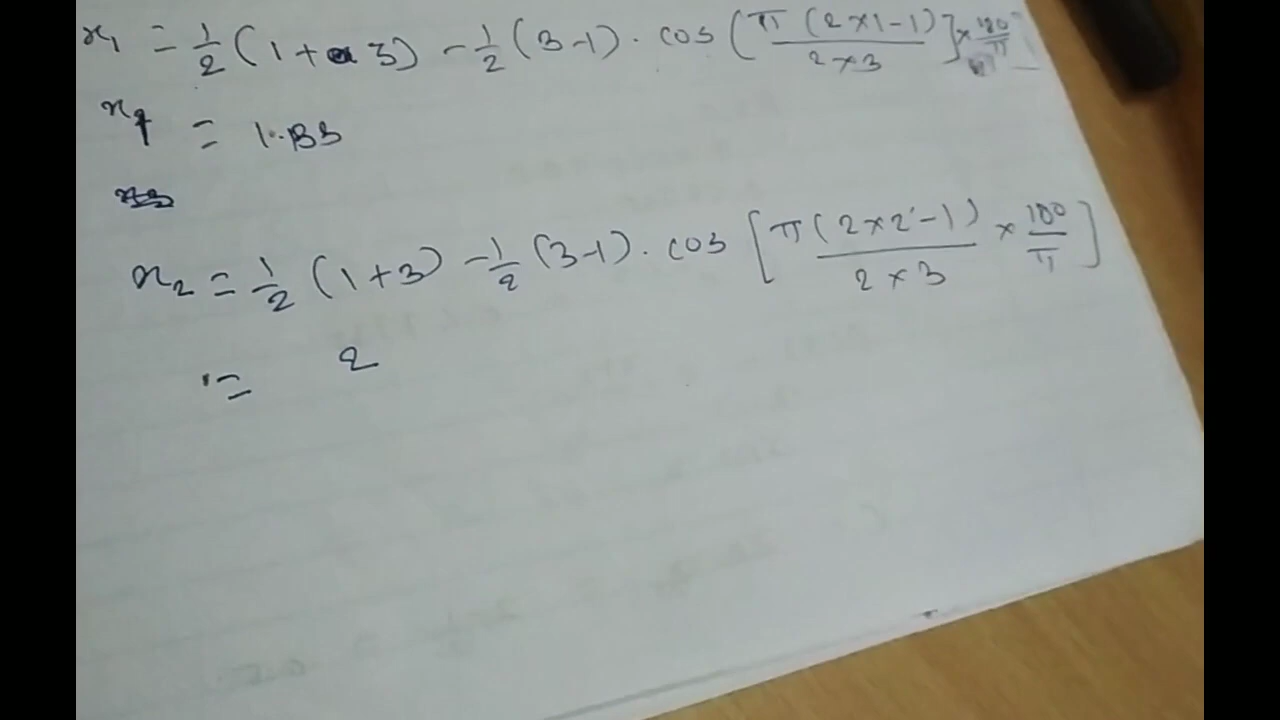 x₁ = 1/2 (1+3) - 1/2 (3-1) . cos (π (2×1-1) / 2×3] × 180/π
x₁ = 1.133
x₂ = 1/2 (1+3) - 1/2 (3-1) . cos [π (2×2-1) / 2×3 × 180/π]
= 2